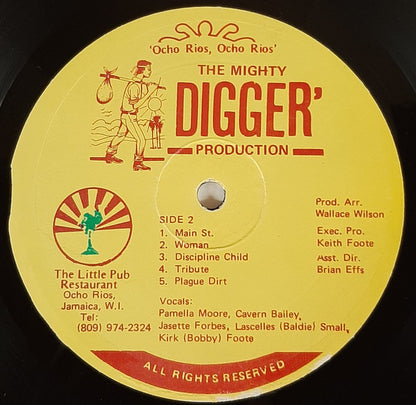 'Ocho Rios, Ocho Rios'
THE MIGHTY
DIGGER'
PRODUCTION
SIDE 2
1. Main St.
2. Woman
3. Discipline Child
4. Tribute
5. Plague Dirt
Prod. Arr.
Wallace Wilson
Exec. Pro.
Keith Foote
Asst. Dir.
Brian Effs
The Little Pub
Restaurant
Ocho Rios,
Jamaica, W.I.
Tel:
(809) 974-2324
Vocals:
Pamella Moore, Cavern Bailey,
Jasette Forbes, Lascelles (Baldie) Small,
Kirk (Bobby) Foote
ALL RIGHTS RESERVED